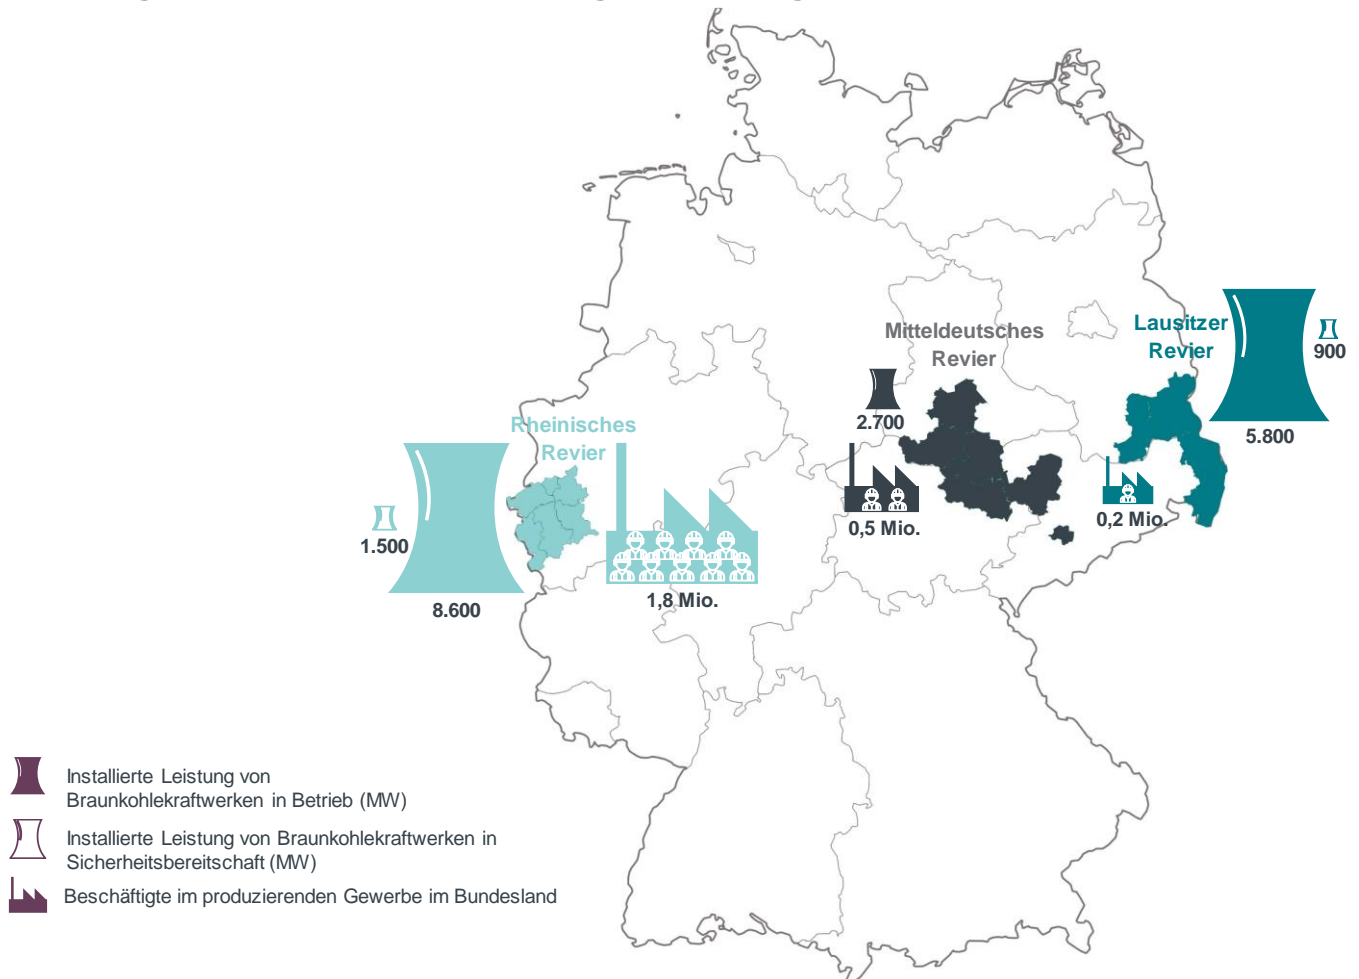 Mitteldeutsches
Revier
2.700
0,5 Mio.
Lausitzer
Revier
900
5.800
0,2 Mio.
Rheinisches
Revier
1.500
8.600
1,8 Mio.
Installierte Leistung von
Braunkohlekraftwerken in Betrieb (MW)
Installierte Leistung von Braunkohlekraftwerken in
Sicherheitsbereitschaft (MW)
Beschäftigte im produzierenden Gewerbe im Bundesland